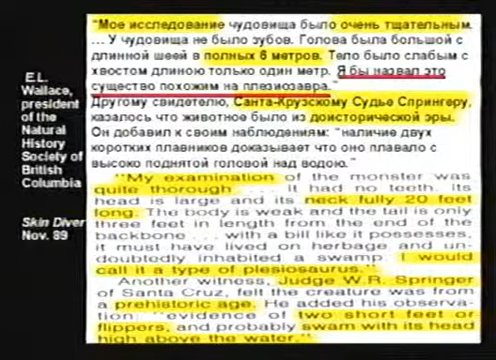 E.L.
Wallace,
president
of the
Natural
History
Society of
British
Columbia
Skin Diver
Nov. 89
"Мое исследование чудовища было очень тщательным.
... У чудовища не было зубов. Голова была большой с
длинной шеей в полных 6 метров. Тело было слабым с
хвостом длиною только один метр. Я бы назвал это
существо похожим на плезиозавра."
Другому свидетелю, Санта-Крузскому Судье Спрингеру,
казалось что животное было из доисторической эры.
Он добавил к своим наблюдениям: "наличие двух
коротких плавников доказывает что оно плавало с
высоко поднятой головой над водою."
"My examination of the monster was
quite thorough . . . . It had no teeth. Its
head is large and its neck fully 20 feet
long. The body is weak and the tail is only
three feet in length from the end of the
backbone . . . with a bill like it possesses,
it must have lived on herbage and un-
doubtedly inhabited a swamp. I would
call it a type of plesiosaurus."
Another witness, Judge W.R. Springer
of Santa Cruz, felt the creature was from
a prehistoric age. He added his observa-
tion: "evidence of two short feet or
flippers, and probably swam with its head
high above the water."